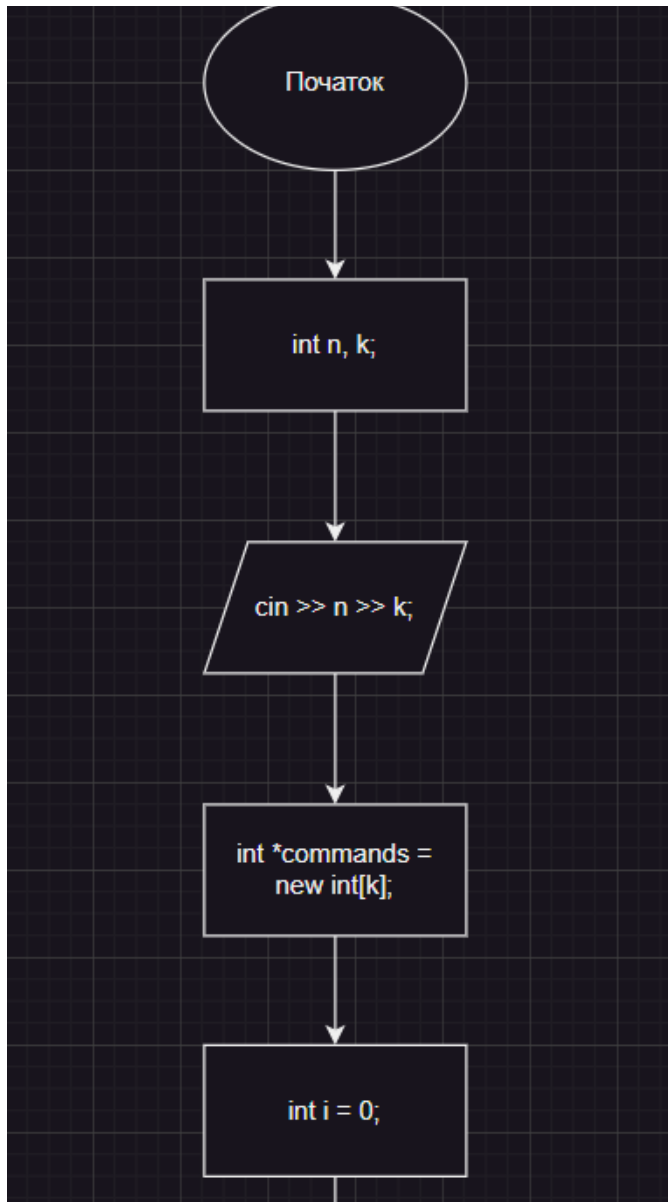 Початок
int n, k;
cin >> n >> k;
int *commands =
new int[k];
int i = 0;